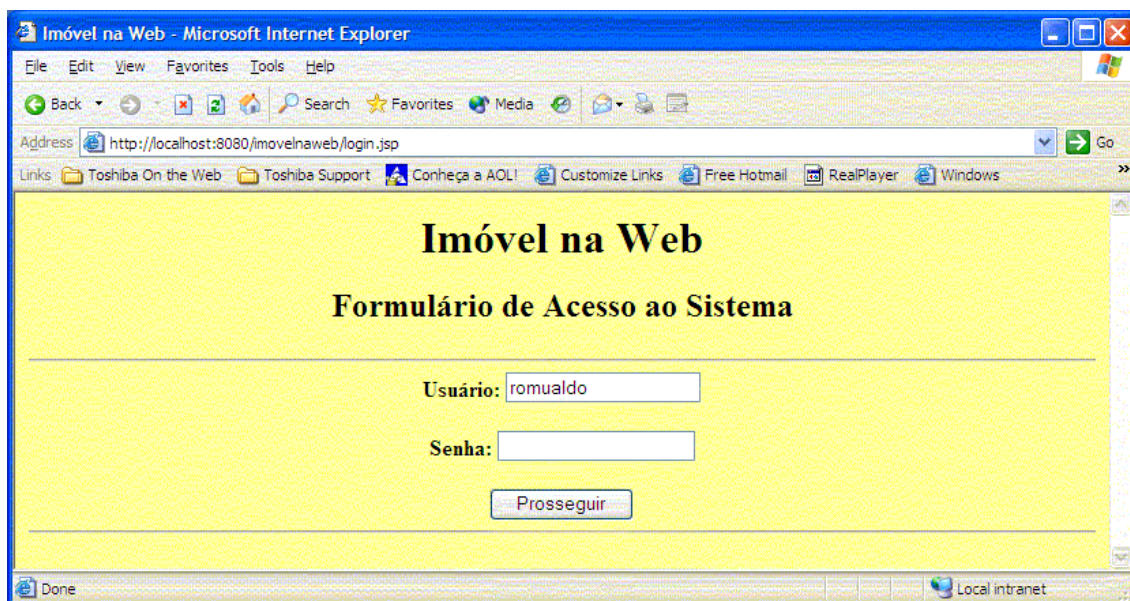 Imóvel na Web - Microsoft Internet Explorer
File Edit View Favorites Tools Help
Back Search Favorites Media
Address http://localhost:8080/imovelnaweb/login.jsp Go
Links Toshiba On the Web Toshiba Support Conheça a AOL! Customize Links Free Hotmail RealPlayer Windows »
Imóvel na Web
Formulário de Acesso ao Sistema
Usuário: romualdo
Senha:
Prosseguir
Done Local intranet